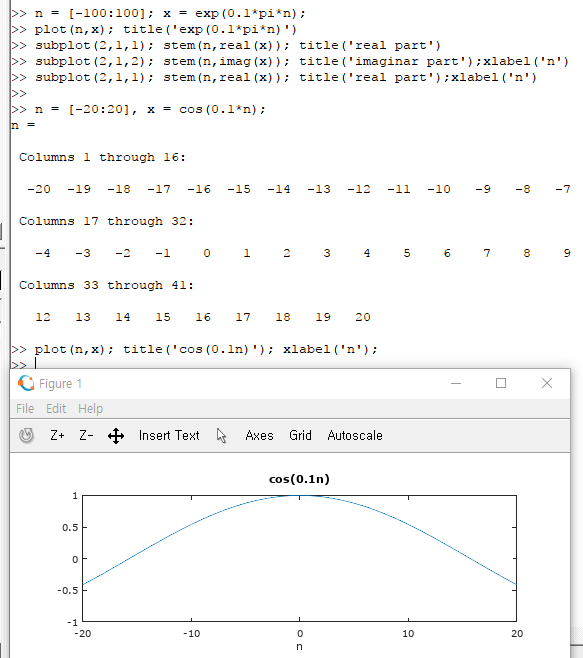 >> n = [-100:100]; x = exp(0.1*pi*n);
>> plot(n,x); title('exp(0.1*pi*n)')
>> subplot(2,1,1); stem(n,real(x)); title('real part')
>> subplot(2,1,2); stem(n,imag(x)); title('imaginar part');xlabel('n')
>> subplot(2,1,1); stem(n,real(x)); title('real part');xlabel('n')
>>
>> n = [-20:20], x = cos(0.1*n);
n =
Columns 1 through 16:
-20 -19 -18 -17 -16 -15 -14 -13 -12 -11 -10 -9 -8 -7
Columns 17 through 32:
-4 -3 -2 -1 0 1 2 3 4 5 6 7 8 9
Columns 33 through 41:
12 13 14 15 16 17 18 19 20
>> plot(n,x); title('cos(0.1n)'); xlabel('n');
>>
Figure 1
File Edit Help
Z+ Z- Insert Text Axes Grid Autoscale
cos(0.1n)
1
0.5
0
-0.5
-1
-20 -10 0 10 20
n